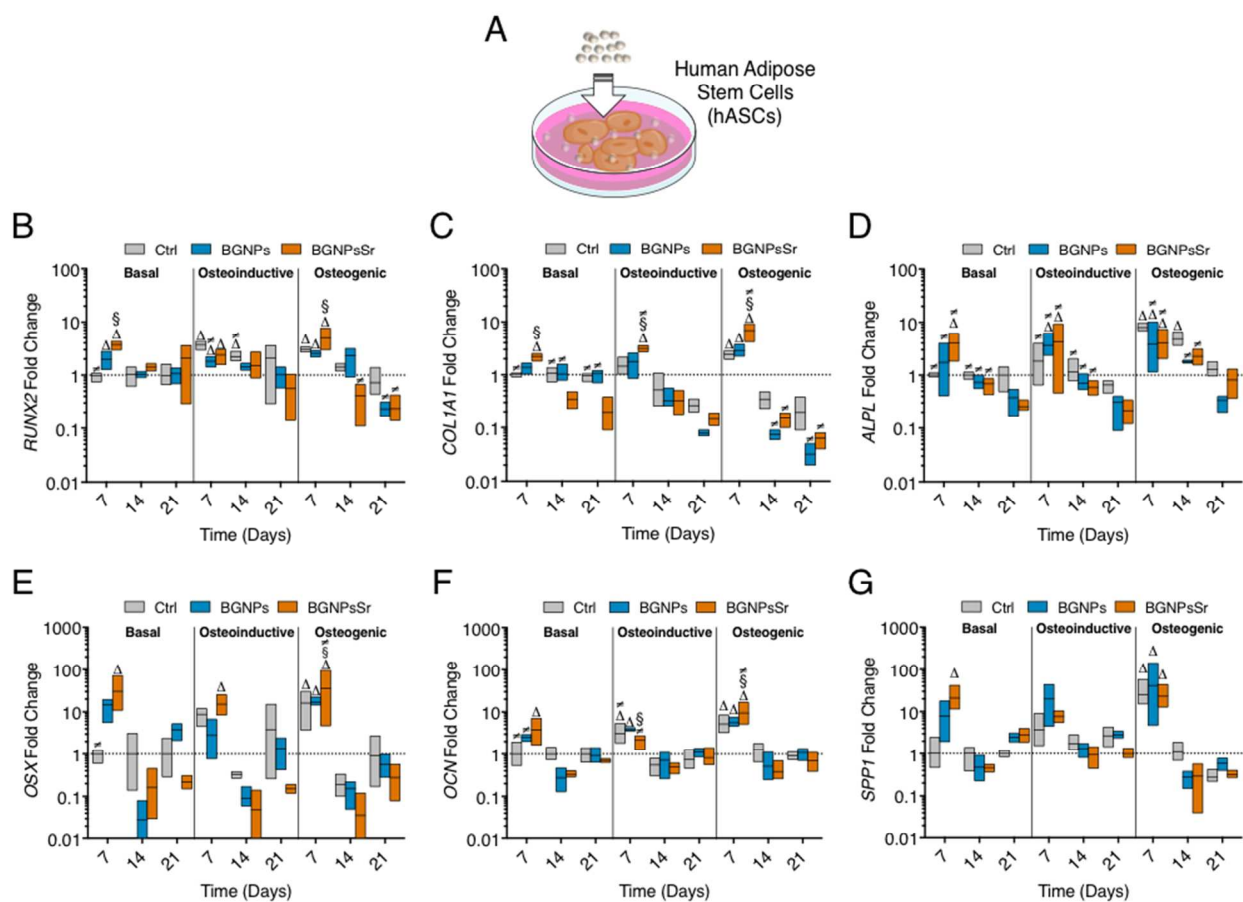 A
Human Adipose
Stem Cells
(hASCs)
B
Ctrl BGNPs BGNPsSr
Basal Osteoinductive Osteogenic
RUNX2 Fold Change
100
10
1
0.1
0.01
≠ Δ Δ § Δ Δ ≠ Δ Δ ≠ Δ Δ Δ Δ § ≠ ≠ ≠
7 14 21 7 14 21 7 14 21
Time (Days)
C
Ctrl BGNPs BGNPsSr
Basal Osteoinductive Osteogenic
COL1A1 Fold Change
100
10
1
0.1
0.01
≠ Δ § ≠ ≠ ≠ ≠ Δ ≠ Δ § ≠ Δ Δ Δ § ≠ ≠ ≠ ≠ ≠
7 14 21 7 14 21 7 14 21
Time (Days)
D
Ctrl BGNPs BGNPsSr
Basal Osteoinductive Osteogenic
ALPL Fold Change
100
10
1
0.1
0.01
≠ ≠ Δ ≠ ≠ ≠ ≠ Δ ≠ Δ ≠ ≠ ≠ ≠ Δ Δ ≠ Δ ≠ Δ ≠ ≠
7 14 21 7 14 21 7 14 21
Time (Days)
E
Ctrl BGNPs BGNPsSr
Basal Osteoinductive Osteogenic
OSX Fold Change
1000
100
10
1
0.1
0.01
≠ Δ Δ Δ Δ Δ § ≠
7 14 21 7 14 21 7 14 21
Time (Days)
F
Ctrl BGNPs BGNPsSr
Basal Osteoinductive Osteogenic
OCN Fold Change
1000
100
10
1
0.1
0.01
≠ ≠ Δ Δ ≠ Δ § Δ Δ Δ § ≠
7 14 21 7 14 21 7 14 21
Time (Days)
G
Ctrl BGNPs BGNPsSr
Basal Osteoinductive Osteogenic
SPP1 Fold Change
1000
100
10
1
0.1
0.01
Δ Δ Δ Δ
7 14 21 7 14 21 7 14 21
Time (Days)